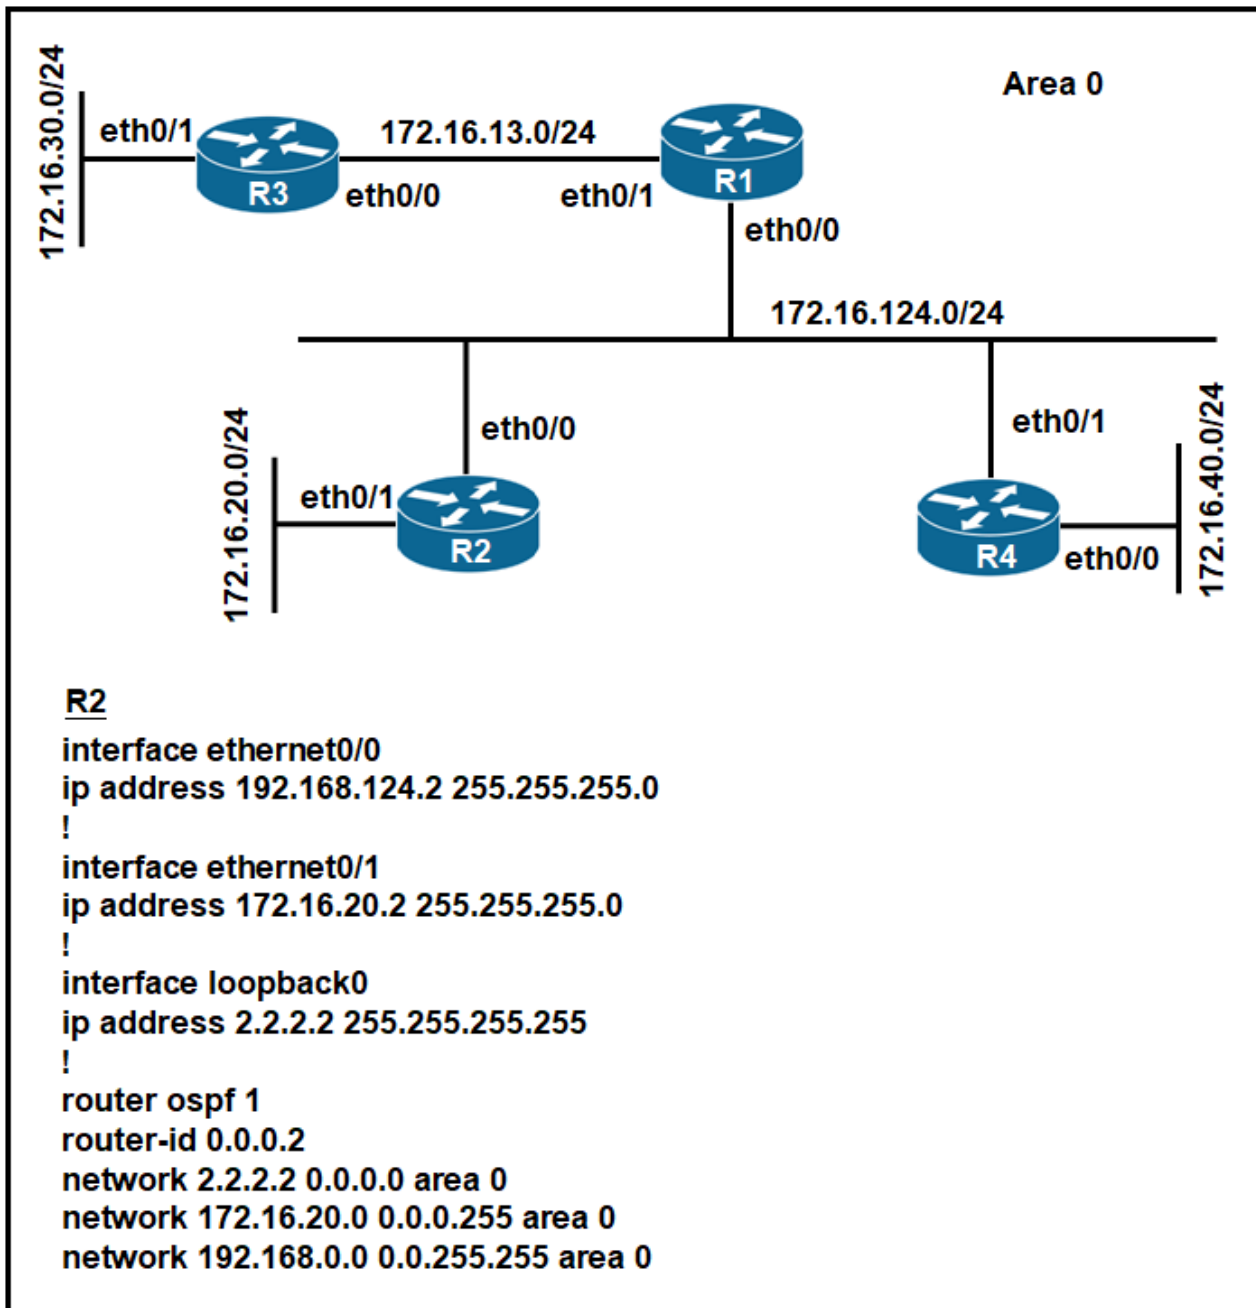 Area 0
172.16.30.0/24
eth0/1
R3
172.16.13.0/24
eth0/0
eth0/1
R1
eth0/0
172.16.124.0/24
172.16.20.0/24
eth0/1
eth0/0
R2
eth0/1
R4
eth0/0
172.16.40.0/24
R2
interface ethernet0/0
ip address 192.168.124.2 255.255.255.0
!
interface ethernet0/1
ip address 172.16.20.2 255.255.255.0
!
interface loopback0
ip address 2.2.2.2 255.255.255.255
!
router ospf 1
router-id 0.0.0.2
network 2.2.2.2 0.0.0.0 area 0
network 172.16.20.0 0.0.0.255 area 0
network 192.168.0.0 0.0.255.255 area 0